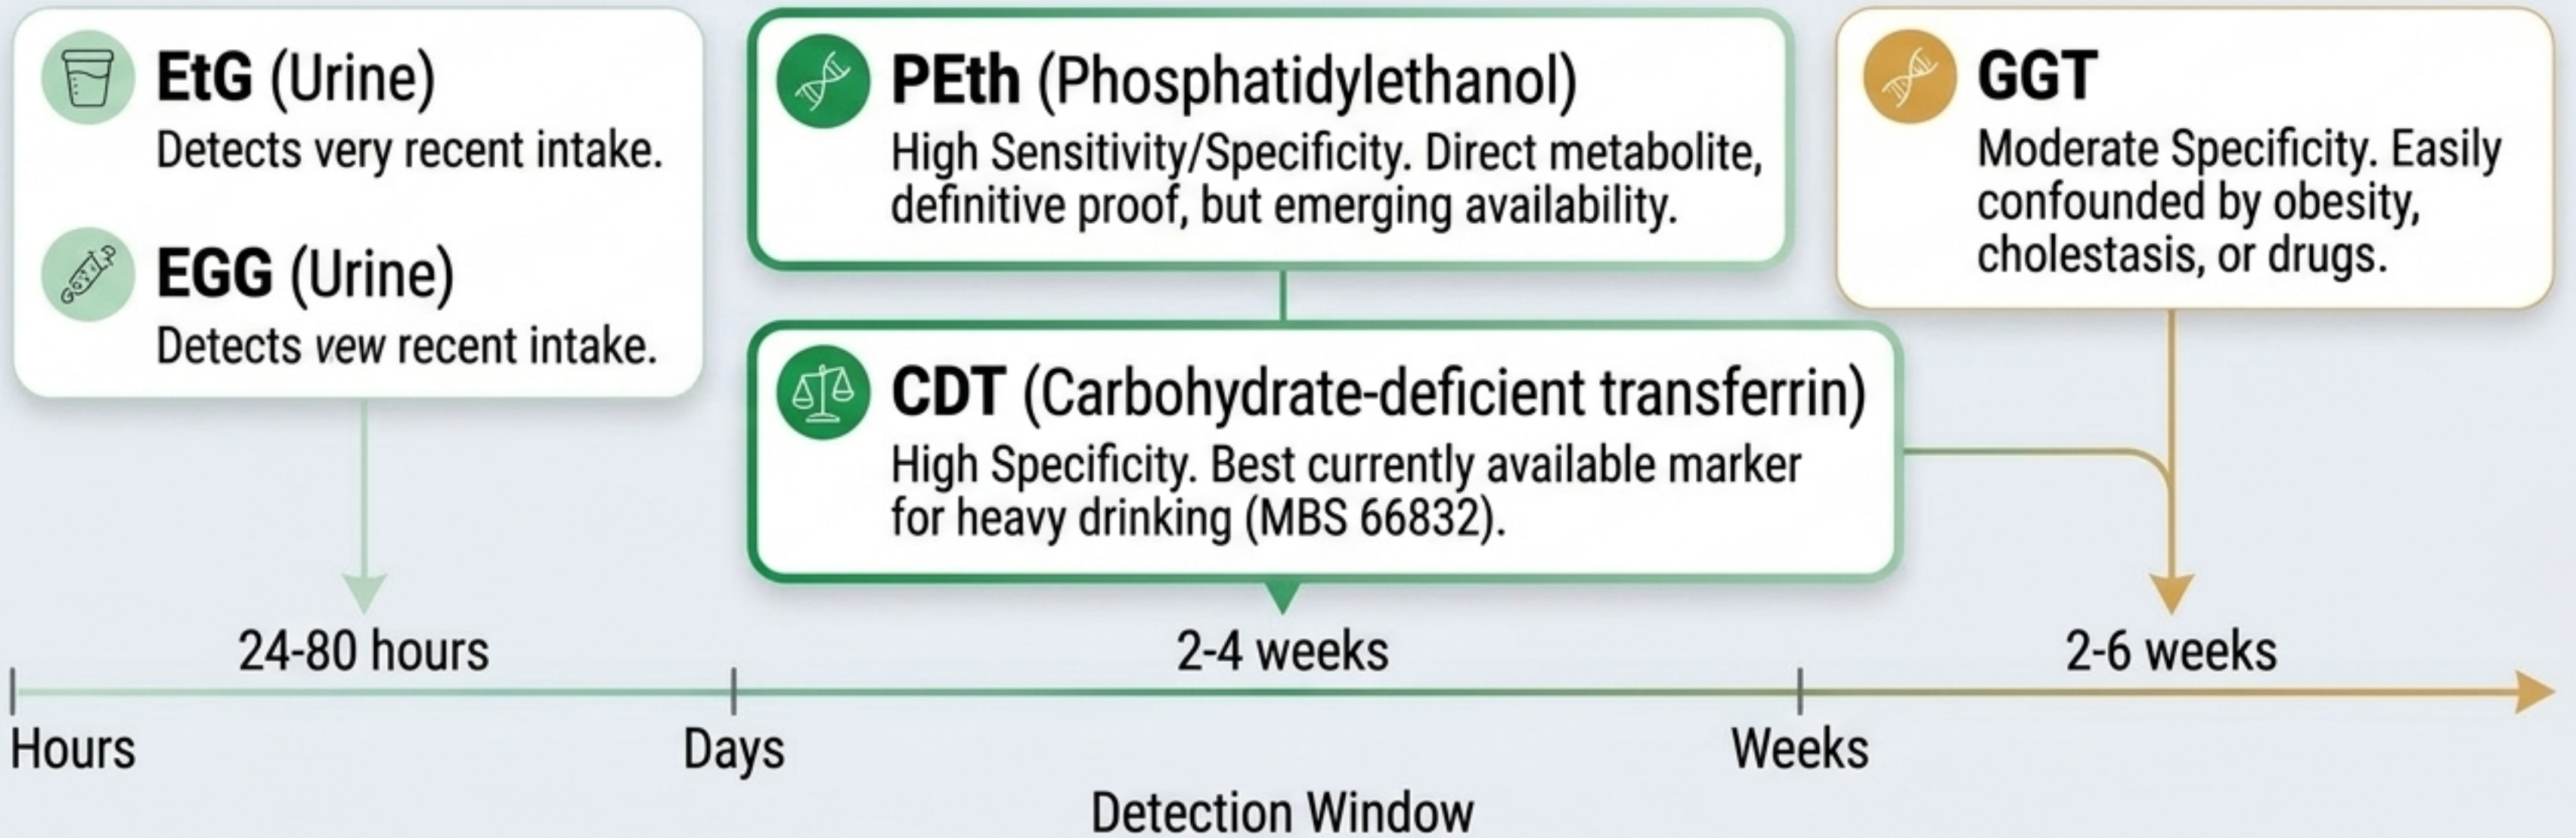 EtG (Urine)
Detects very recent intake.
EGG (Urine)
Detects vew recent intake.
PEth (Phosphatidylethanol)
High Sensitivity/Specificity. Direct metabolite,
definitive proof, but emerging availability.
CDT (Carbohydrate-deficient transferrin)
High Specificity. Best currently available marker
for heavy drinking (MBS 66832).
GGT
Moderate Specificity. Easily
confounded by obesity,
cholestasis, or drugs.
24-80 hours
2-4 weeks
2-6 weeks
Hours
Days
Weeks
Detection Window